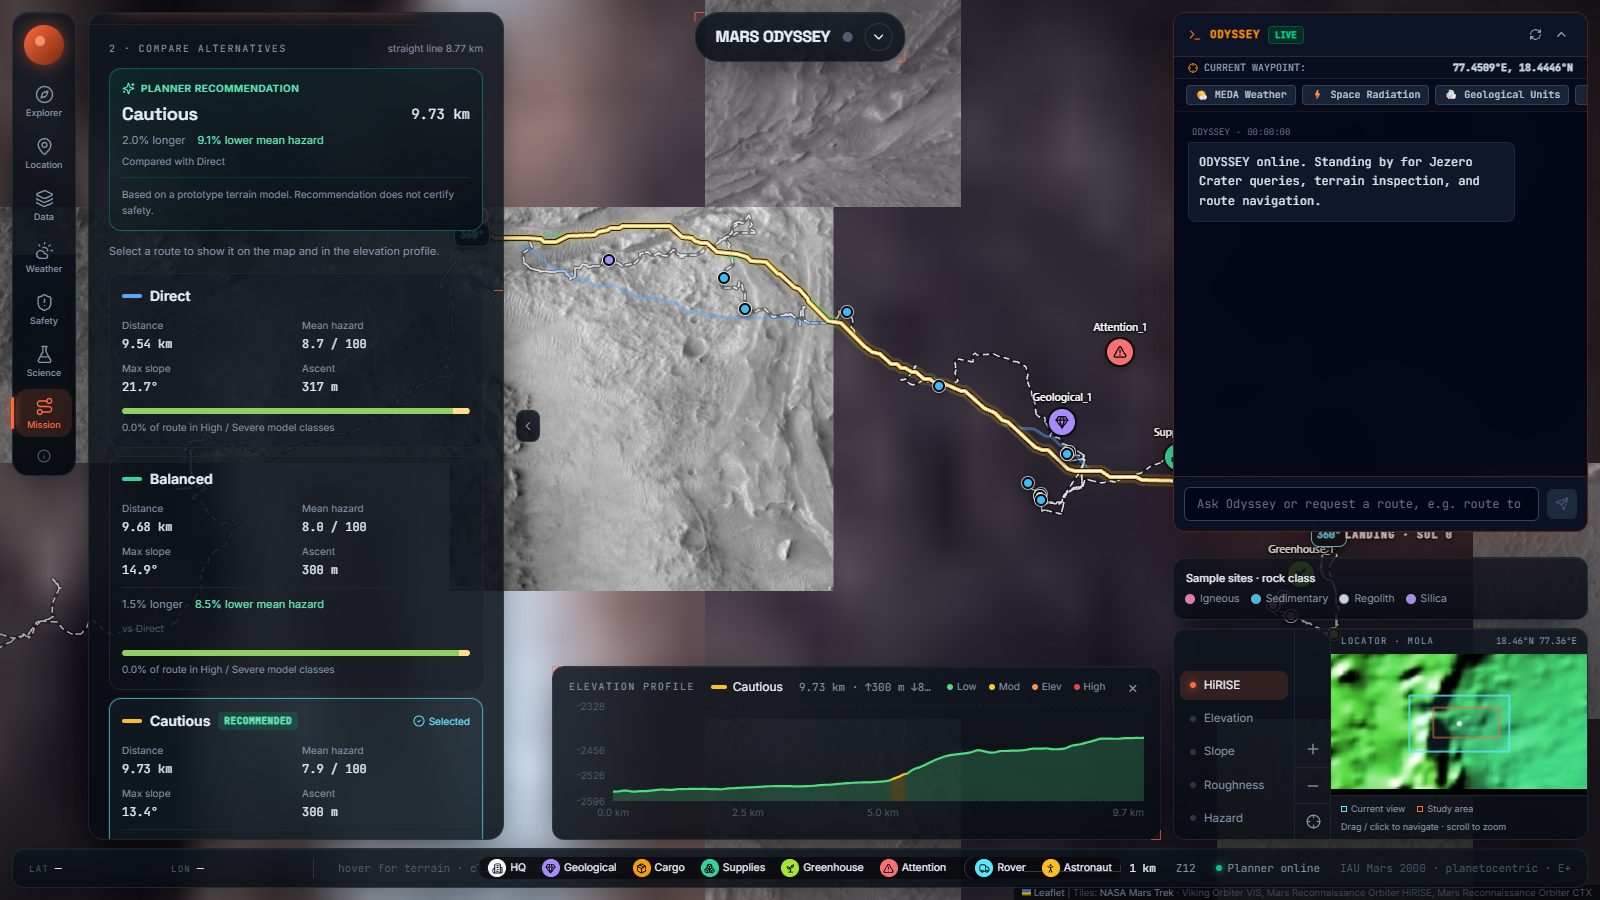 MARS ODYSSEY
Explorer
Location
Data
Weather
Safety
Science
Mission
2 · COMPARE ALTERNATIVES
straight line 8.77 km
PLANNER RECOMMENDATION
Cautious 9.73 km
2.0% longer 9.1% lower mean hazard
Compared with Direct
Based on a prototype terrain model. Recommendation does not certify
safety.
Select a route to show it on the map and in the elevation profile.
Direct
Distance Mean hazard
9.54 km 8.7 / 100
Max slope Ascent
21.7° 317 m
0.0% of route in High / Severe model classes
Balanced
Distance Mean hazard
9.68 km 8.0 / 100
Max slope Ascent
14.9° 300 m
1.5% longer 8.5% lower mean hazard
vs Direct
0.0% of route in High / Severe model classes
Cautious RECOMMENDED Selected
Distance Mean hazard
9.73 km 7.9 / 100
Max slope Ascent
13.4° 300 m
360°
Attention_1
Geological_1
Supp
ODYSSEY LIVE
CURRENT WAYPOINT: 77.4509°E, 18.4446°N
MEDA Weather Space Radiation Geological Units
ODYSSEY · 00:00:00
ODYSSEY online. Standing by for Jezero
Crater queries, terrain inspection, and
route navigation.
Ask Odyssey or request a route, e.g. route to
360° LANDING · SOL 0
Greenhouse_1
Sample sites · rock class
Igneous Sedimentary Regolith Silica
HiRISE
Elevation
Slope
Roughness
Hazard
+
−
LOCATOR · MOLA 18.46°N 77.36°E
Current view Study area
Drag / click to navigate · scroll to zoom
ELEVATION PROFILE Cautious 9.73 km · ↑300 m ↓8… Low Mod Elev High
-2328
-2456
-2526
-2596
0.0 km 2.5 km 5.0 km 9.7 km
LAT — LON — hover for terrain · c
HQ Geological Cargo Supplies Greenhouse Attention Rover Astronaut
1 km Z12 Planner online IAU Mars 2000 · planetocentric · E+
Leaflet | Tiles: NASA Mars Trek · Viking Orbiter VIS, Mars Reconnaissance Orbiter HiRISE, Mars Reconnaissance Orbiter CTX